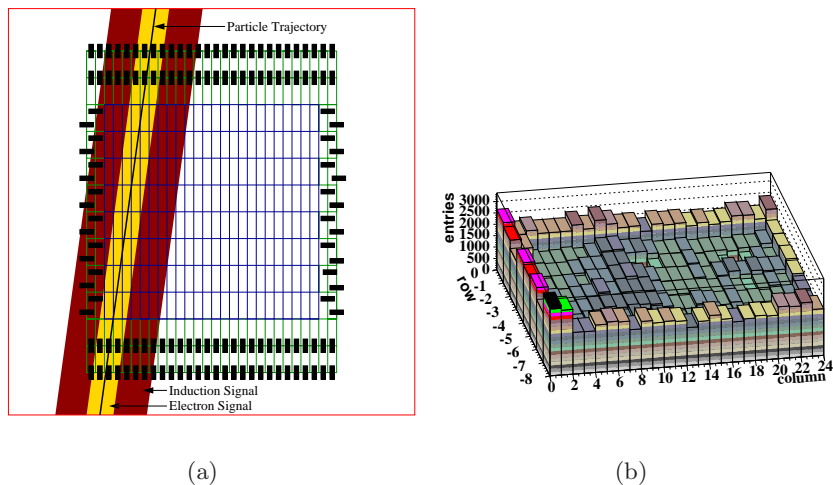 Particle Trajectory
Induction Signal
Electron Signal
(a)
entries
3000
2500
2000
1500
1000
500
0
row
0
-1
-2
-3
-4
-5
-6
-7
-8
0 2 4 6 8 10 12 14 16 18 20 22 24
column
(b)